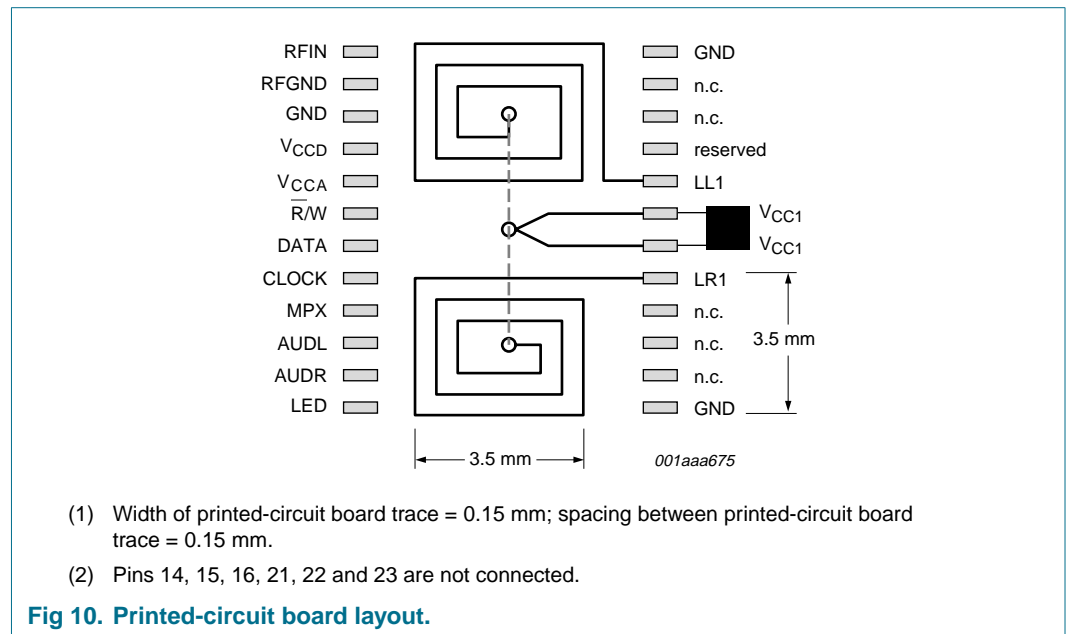 RFIN
RFGND
GND
VCCD
VCCA
R̅/W
DATA
CLOCK
MPX
AUDL
AUDR
LED
GND
n.c.
n.c.
reserved
LL1
VCC1
VCC1
LR1
n.c.
n.c.
n.c.
GND
3.5 mm
3.5 mm
001aaa675
(1) Width of printed-circuit board trace = 0.15 mm; spacing between printed-circuit board
trace = 0.15 mm.
(2) Pins 14, 15, 16, 21, 22 and 23 are not connected.
Fig 10. Printed-circuit board layout.